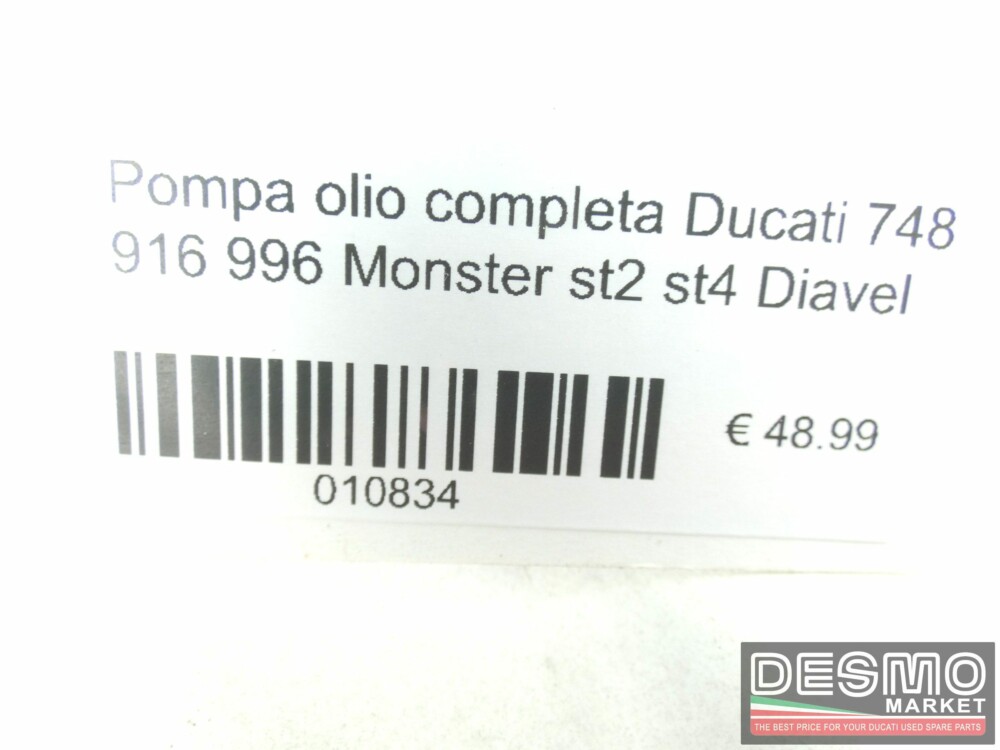 Pompa olio completa Ducati 748
916 996 Monster st2 st4 Diavel
€ 48.99
010834
DESMO
MARKET
THE BEST PRICE FOR YOUR DUCATI USED SPARE PARTS